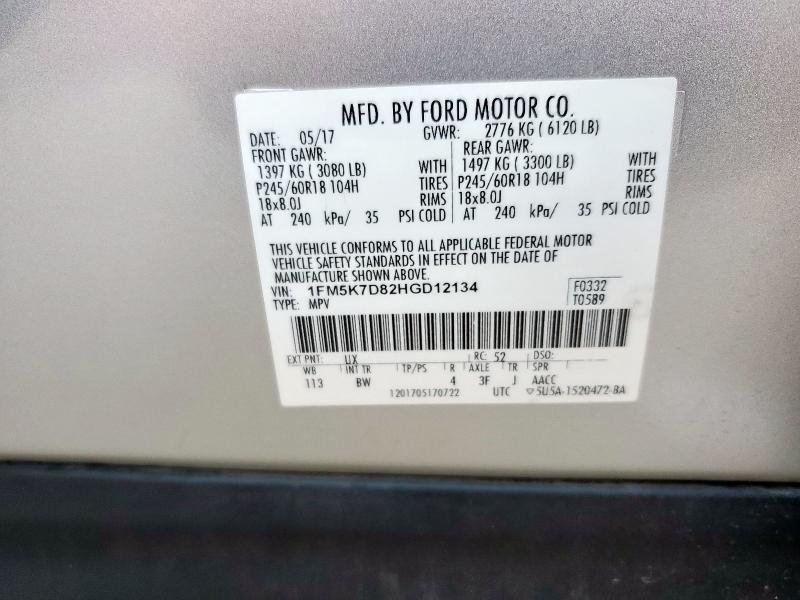 MFD. BY FORD MOTOR CO.
DATE: 05/17 GVWR: 2776 KG ( 6120 LB)
FRONT GAWR: REAR GAWR:
1397 KG ( 3080 LB) WITH 1497 KG ( 3300 LB) WITH
P245/60R18 104H TIRES P245/60R18 104H TIRES
18x8.0J RIMS 18x8.0J RIMS
AT 240 kPa/ 35 PSI COLD AT 240 kPa/ 35 PSI COLD
THIS VEHICLE CONFORMS TO ALL APPLICABLE FEDERAL MOTOR
VEHICLE SAFETY STANDARDS IN EFFECT ON THE DATE OF
MANUFACTURE SHOWN ABOVE.
VIN: 1FM5K7D82HGD12134 F0332
TYPE: MPV T0589
EXT PNT: UX RC: 52 DSO:
WB INT TR TP/PS R AXLE TR SPR
113 BW 4 3F J AACC
1201705170722 UTC ▽5U5A-1520472-BA